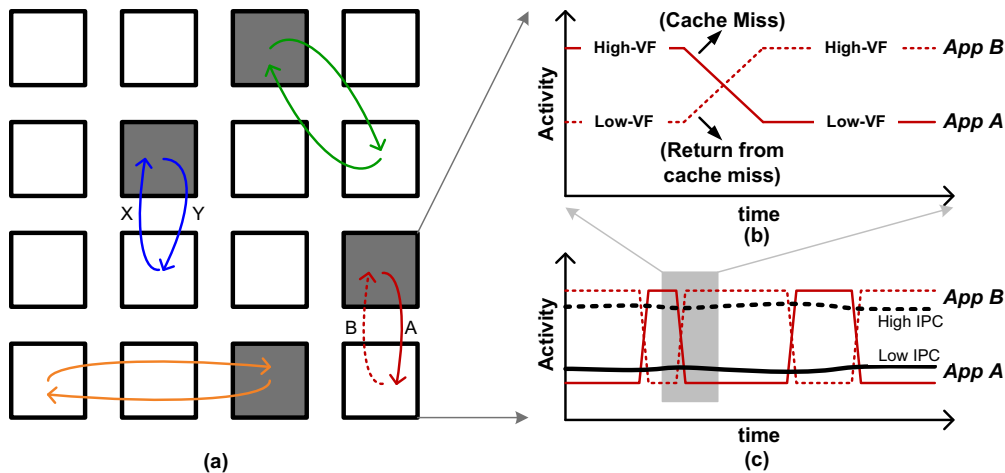 X
Y
B
A
(a)
(Cache Miss)
High-VF
High-VF
App B
Activity
Low-VF
Low-VF
App A
(Return from
cache miss)
time
(b)
App B
High IPC
Activity
Low IPC
App A
time
(c)